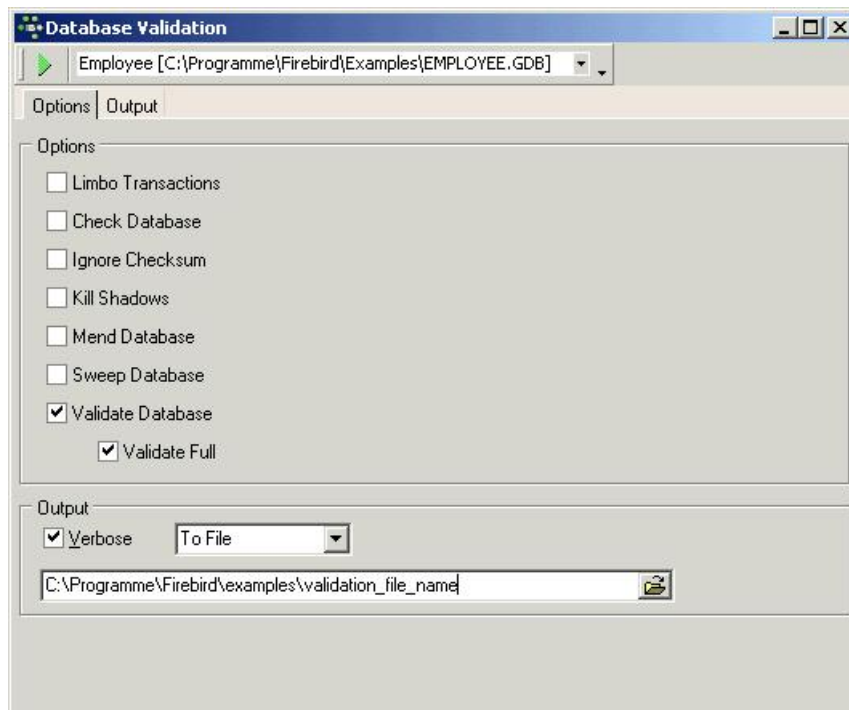 Database Validation
Employee [C:\Programme\Firebird\Examples\EMPLOYEE.GDB]
Options Output
Options
Limbo Transactions
Check Database
Ignore Checksum
Kill Shadows
Mend Database
Sweep Database
Validate Database
Validate Full
Output
Verbose To File
C:\Programme\Firebird\examples\validation_file_name